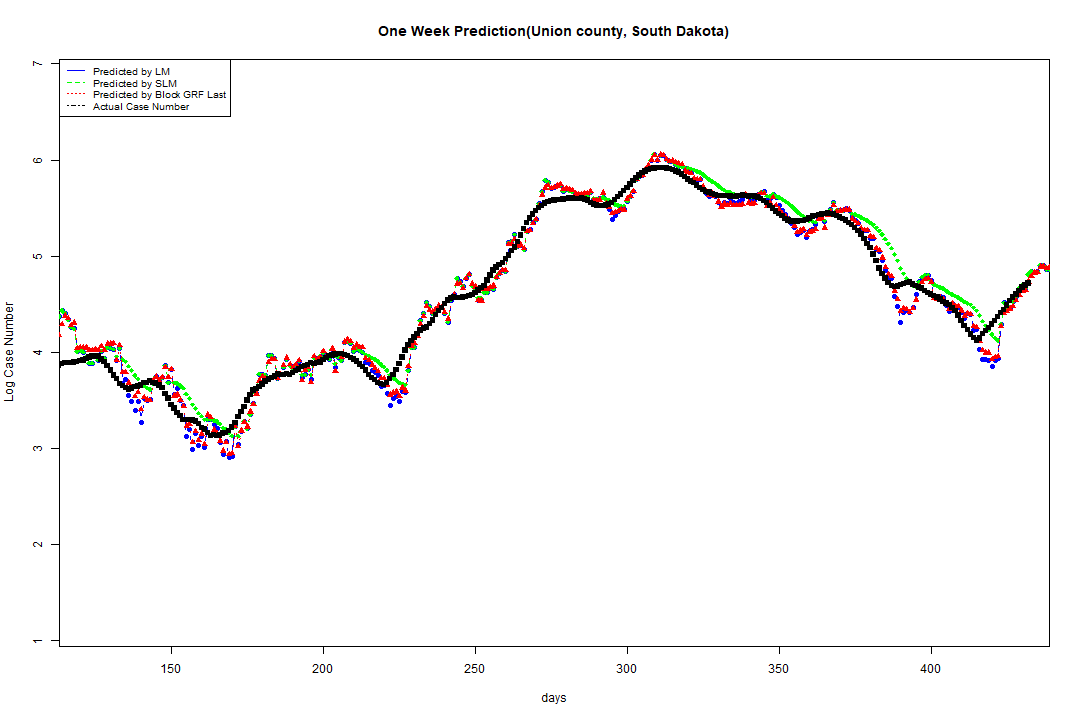 One Week Prediction(Union county, South Dakota)
Predicted by LM
Predicted by SLM
Predicted by Block GRF Last
Actual Case Number
Log Case Number
7
6
5
4
3
2
1
150 200 250 300 350 400
days